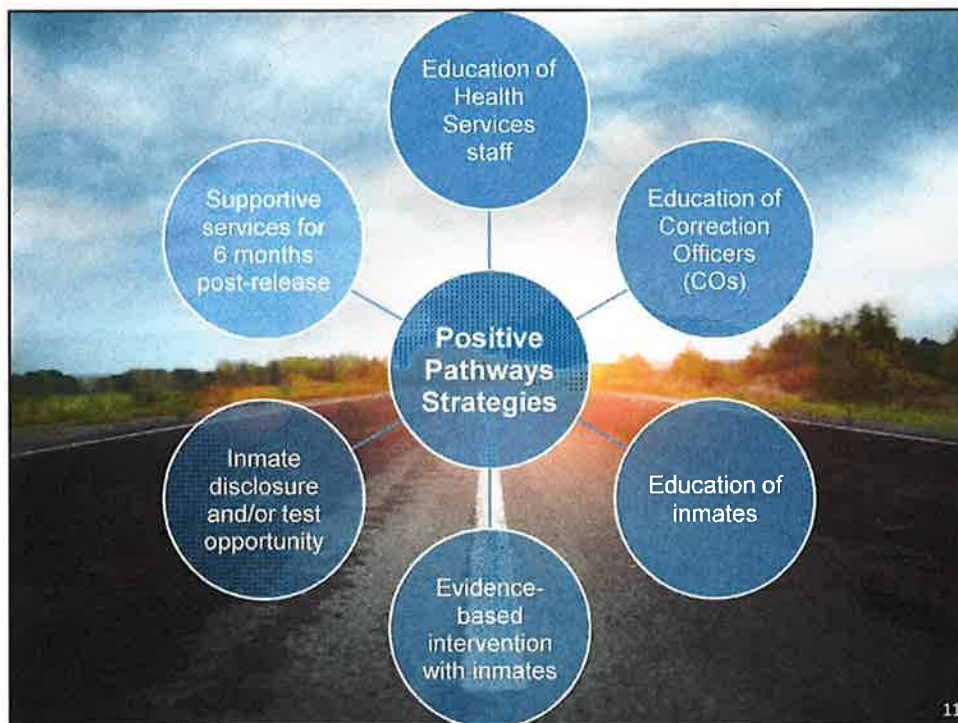 Education of
Health
Services
staff
Supportive
services for
6 months
post-release
Education of
Correction
Officers
(COs)
Positive
Pathways
Strategies
Inmate
disclosure
and/or test
opportunity
Education of
inmates
Evidence-
based
intervention
with inmates
11